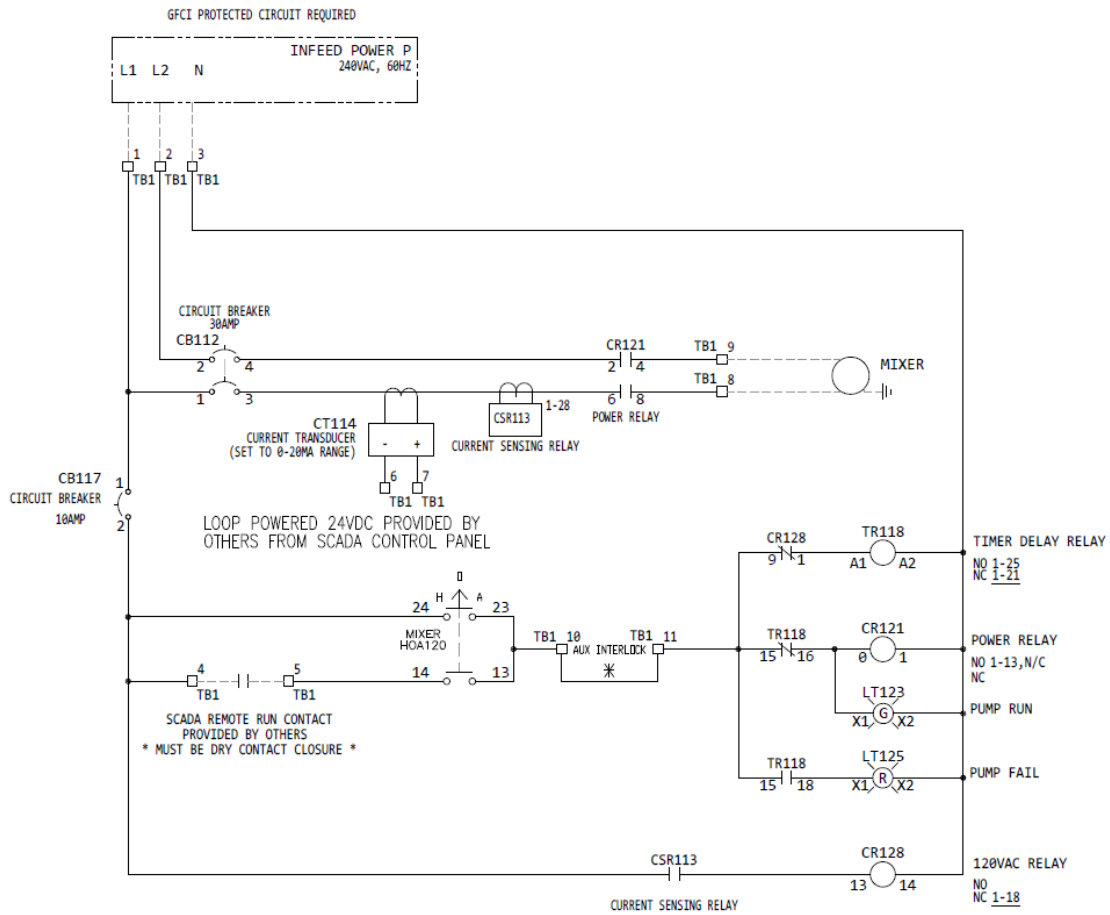 GFCI PROTECTED CIRCUIT REQUIRED
INFEED POWER P
240VAC, 60HZ
L1 L2 N
1 2 3
TB1 TB1 TB1
CIRCUIT BREAKER
30AMP
CB112
2 4
1 3
CR121
2 4
TB1 9
TB1 8
MIXER
6 8
POWER RELAY
CSR113
1-28
CURRENT SENSING RELAY
CT114
CURRENT TRANSDUCER
(SET TO 0-20MA RANGE)
- +
6 7
TB1 TB1
CB117
1
CIRCUIT BREAKER
10AMP
2
LOOP POWERED 24VDC PROVIDED BY
OTHERS FROM SCADA CONTROL PANEL
CR128
9 1
TR118
A1 A2
TIMER DELAY RELAY
NO 1-25
NC 1-21
H A
24 23
MIXER
HOA120
14 13
TB1 10
TB1 11
AUX INTERLOCK
TR118
15 16
CR121
0 1
POWER RELAY
NO 1-13,N/C
NC
4 5
TB1 TB1
SCADA REMOTE RUN CONTACT
PROVIDED BY OTHERS
* MUST BE DRY CONTACT CLOSURE *
LT123
X1 G X2
PUMP RUN
TR118
15 18
LT125
X1 R X2
PUMP FAIL
CSR113
CURRENT SENSING RELAY
CR128
13 14
120VAC RELAY
NO
NC 1-18